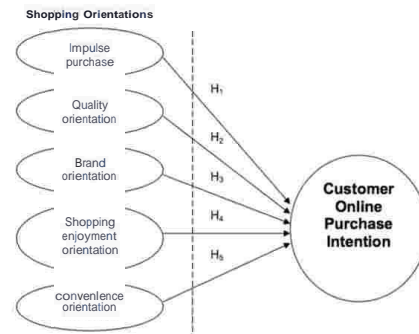 Shopping Orientations
Impulse
purchase
Quality
orientation
Brand
orientation
Shopping
enjoyment
orientation
convenlence
orientation
H1
H2
H3
H4
H5
Customer
Online
Purchase
Intention